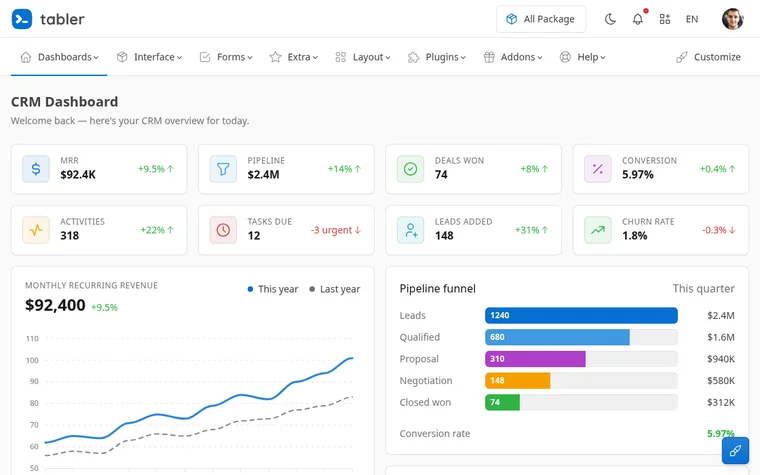 tabler
All Package
EN
Dashboards
Interface
Forms
Extra
Layout
Plugins
Addons
Help
Customize
CRM Dashboard
Welcome back — here's your CRM overview for today.
MRR
$92.4K
+9.5% ↑
PIPELINE
$2.4M
+14% ↑
DEALS WON
74
+8% ↑
CONVERSION
5.97%
+0.4% ↑
ACTIVITIES
318
+22% ↑
TASKS DUE
12
-3 urgent ↓
LEADS ADDED
148
+31% ↑
CHURN RATE
1.8%
-0.3% ↓
MONTHLY RECURRING REVENUE
$92,400 +9.5%
This year
Last year
110
100
90
80
70
60
50
Pipeline funnel
This quarter
Leads 1240 $2.4M
Qualified 680 $1.6M
Proposal 310 $940K
Negotiation 148 $580K
Closed won 74 $312K
Conversion rate 5.97%